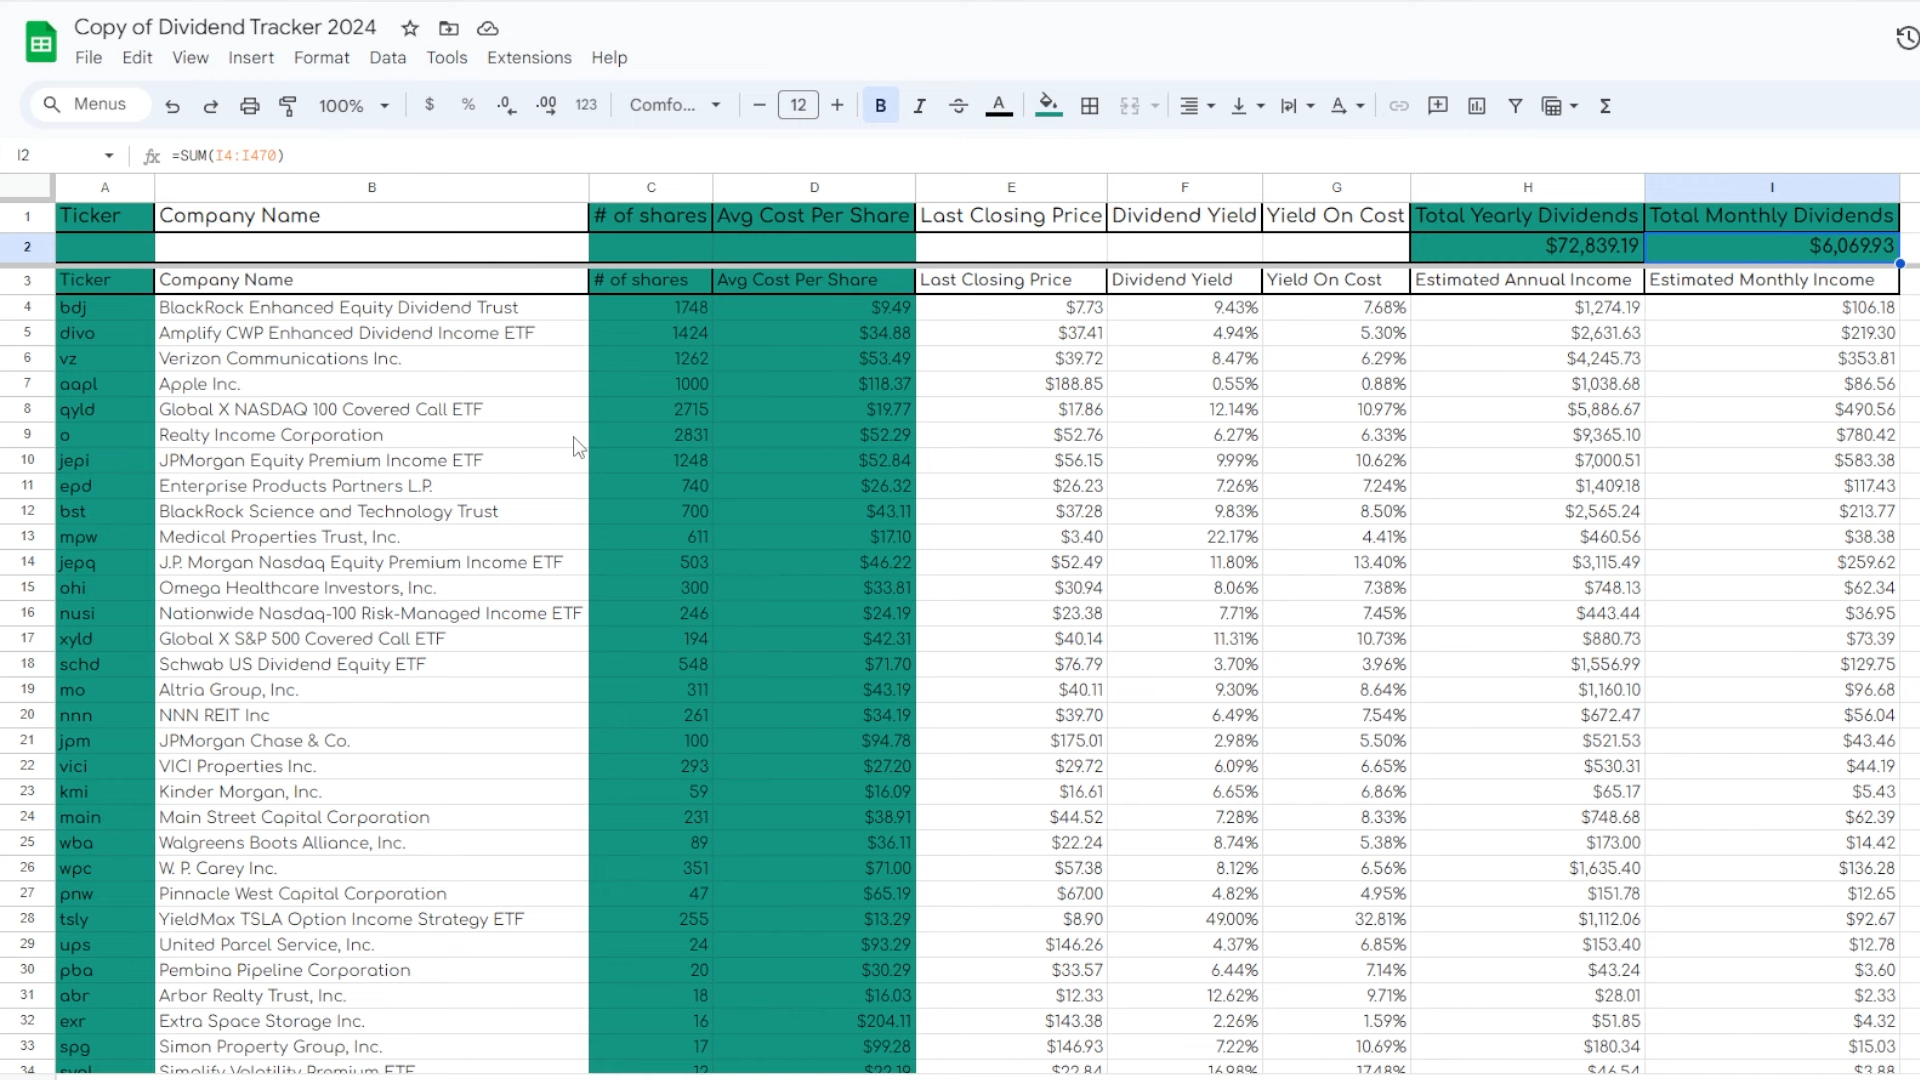 Copy of Dividend Tracker 2024
File Edit View Insert Format Data Tools Extensions Help
Menus 100% $ % .0 .00 123 Comfo... 12 B I S A A Σ
I2 fx =SUM(I4:I470)
A B C D E F G H I
1 Ticker Company Name # of shares Avg Cost Per Share Last Closing Price Dividend Yield Yield On Cost Total Yearly Dividends Total Monthly Dividends
2 $72,839.19 $6,069.93
3 Ticker Company Name # of shares Avg Cost Per Share Last Closing Price Dividend Yield Yield On Cost Estimated Annual Income Estimated Monthly Income
4 bdj BlackRock Enhanced Equity Dividend Trust 1748 $9.49 $7.73 9.43% 7.68% $1,274.19 $106.18
5 divo Amplify CWP Enhanced Dividend Income ETF 1424 $34.88 $37.41 4.94% 5.30% $2,631.63 $219.30
6 vz Verizon Communications Inc. 1262 $53.49 $39.72 8.47% 6.29% $4,245.73 $353.81
7 aapl Apple Inc. 1000 $118.37 $188.85 0.55% 0.88% $1,038.68 $86.56
8 qyld Global X NASDAQ 100 Covered Call ETF 2715 $19.77 $17.86 12.14% 10.97% $5,886.67 $490.56
9 o Realty Income Corporation 2831 $52.29 $52.76 6.27% 6.33% $9,365.10 $780.42
10 jepi JPMorgan Equity Premium Income ETF 1248 $52.84 $56.15 9.99% 10.62% $7,000.51 $583.38
11 epd Enterprise Products Partners L.P. 740 $26.32 $26.23 7.26% 7.24% $1,409.18 $117.43
12 bst BlackRock Science and Technology Trust 700 $43.11 $37.28 9.83% 8.50% $2,565.24 $213.77
13 mpw Medical Properties Trust, Inc. 611 $17.10 $3.40 22.17% 4.41% $460.56 $38.38
14 jepq J.P. Morgan Nasdaq Equity Premium Income ETF 503 $46.22 $52.49 11.80% 13.40% $3,115.49 $259.62
15 ohi Omega Healthcare Investors, Inc. 300 $33.81 $30.94 8.06% 7.38% $748.13 $62.34
16 nusi Nationwide Nasdaq-100 Risk-Managed Income ETF 246 $24.19 $23.38 7.71% 7.45% $443.44 $36.95
17 xyld Global X S&P 500 Covered Call ETF 194 $42.31 $40.14 11.31% 10.73% $880.73 $73.39
18 schd Schwab US Dividend Equity ETF 548 $71.70 $76.79 3.70% 3.96% $1,556.99 $129.75
19 mo Altria Group, Inc. 311 $43.19 $40.11 9.30% 8.64% $1,160.10 $96.68
20 nnn NNN REIT Inc 261 $34.19 $39.70 6.49% 7.54% $672.47 $56.04
21 jpm JPMorgan Chase & Co. 100 $94.78 $175.01 2.98% 5.50% $521.53 $43.46
22 vici VICI Properties Inc. 293 $27.20 $29.72 6.09% 6.65% $530.31 $44.19
23 kmi Kinder Morgan, Inc. 59 $16.09 $16.61 6.65% 6.86% $65.17 $5.43
24 main Main Street Capital Corporation 231 $38.91 $44.52 7.28% 8.33% $748.68 $62.39
25 wba Walgreens Boots Alliance, Inc. 89 $36.11 $22.24 8.74% 5.38% $173.00 $14.42
26 wpc W. P. Carey Inc. 351 $71.00 $57.38 8.12% 6.56% $1,635.40 $136.28
27 pnw Pinnacle West Capital Corporation 47 $65.19 $67.00 4.82% 4.95% $151.78 $12.65
28 tsly YieldMax TSLA Option Income Strategy ETF 255 $13.29 $8.90 49.00% 32.81% $1,112.06 $92.67
29 ups United Parcel Service, Inc. 24 $93.29 $146.26 4.37% 6.85% $153.40 $12.78
30 pba Pembina Pipeline Corporation 20 $30.29 $33.57 6.44% 7.14% $43.24 $3.60
31 abr Arbor Realty Trust, Inc. 18 $16.03 $12.33 12.62% 9.71% $28.01 $2.33
32 exr Extra Space Storage Inc. 16 $204.11 $143.38 2.26% 1.59% $51.85 $4.32
33 spg Simon Property Group, Inc. 17 $99.28 $146.93 7.22% 10.69% $180.34 $15.03
34 svol Simplify Volatility Premium ETF 12 $22.19 $22.84 16.98% 17.48% $46.54 $3.88